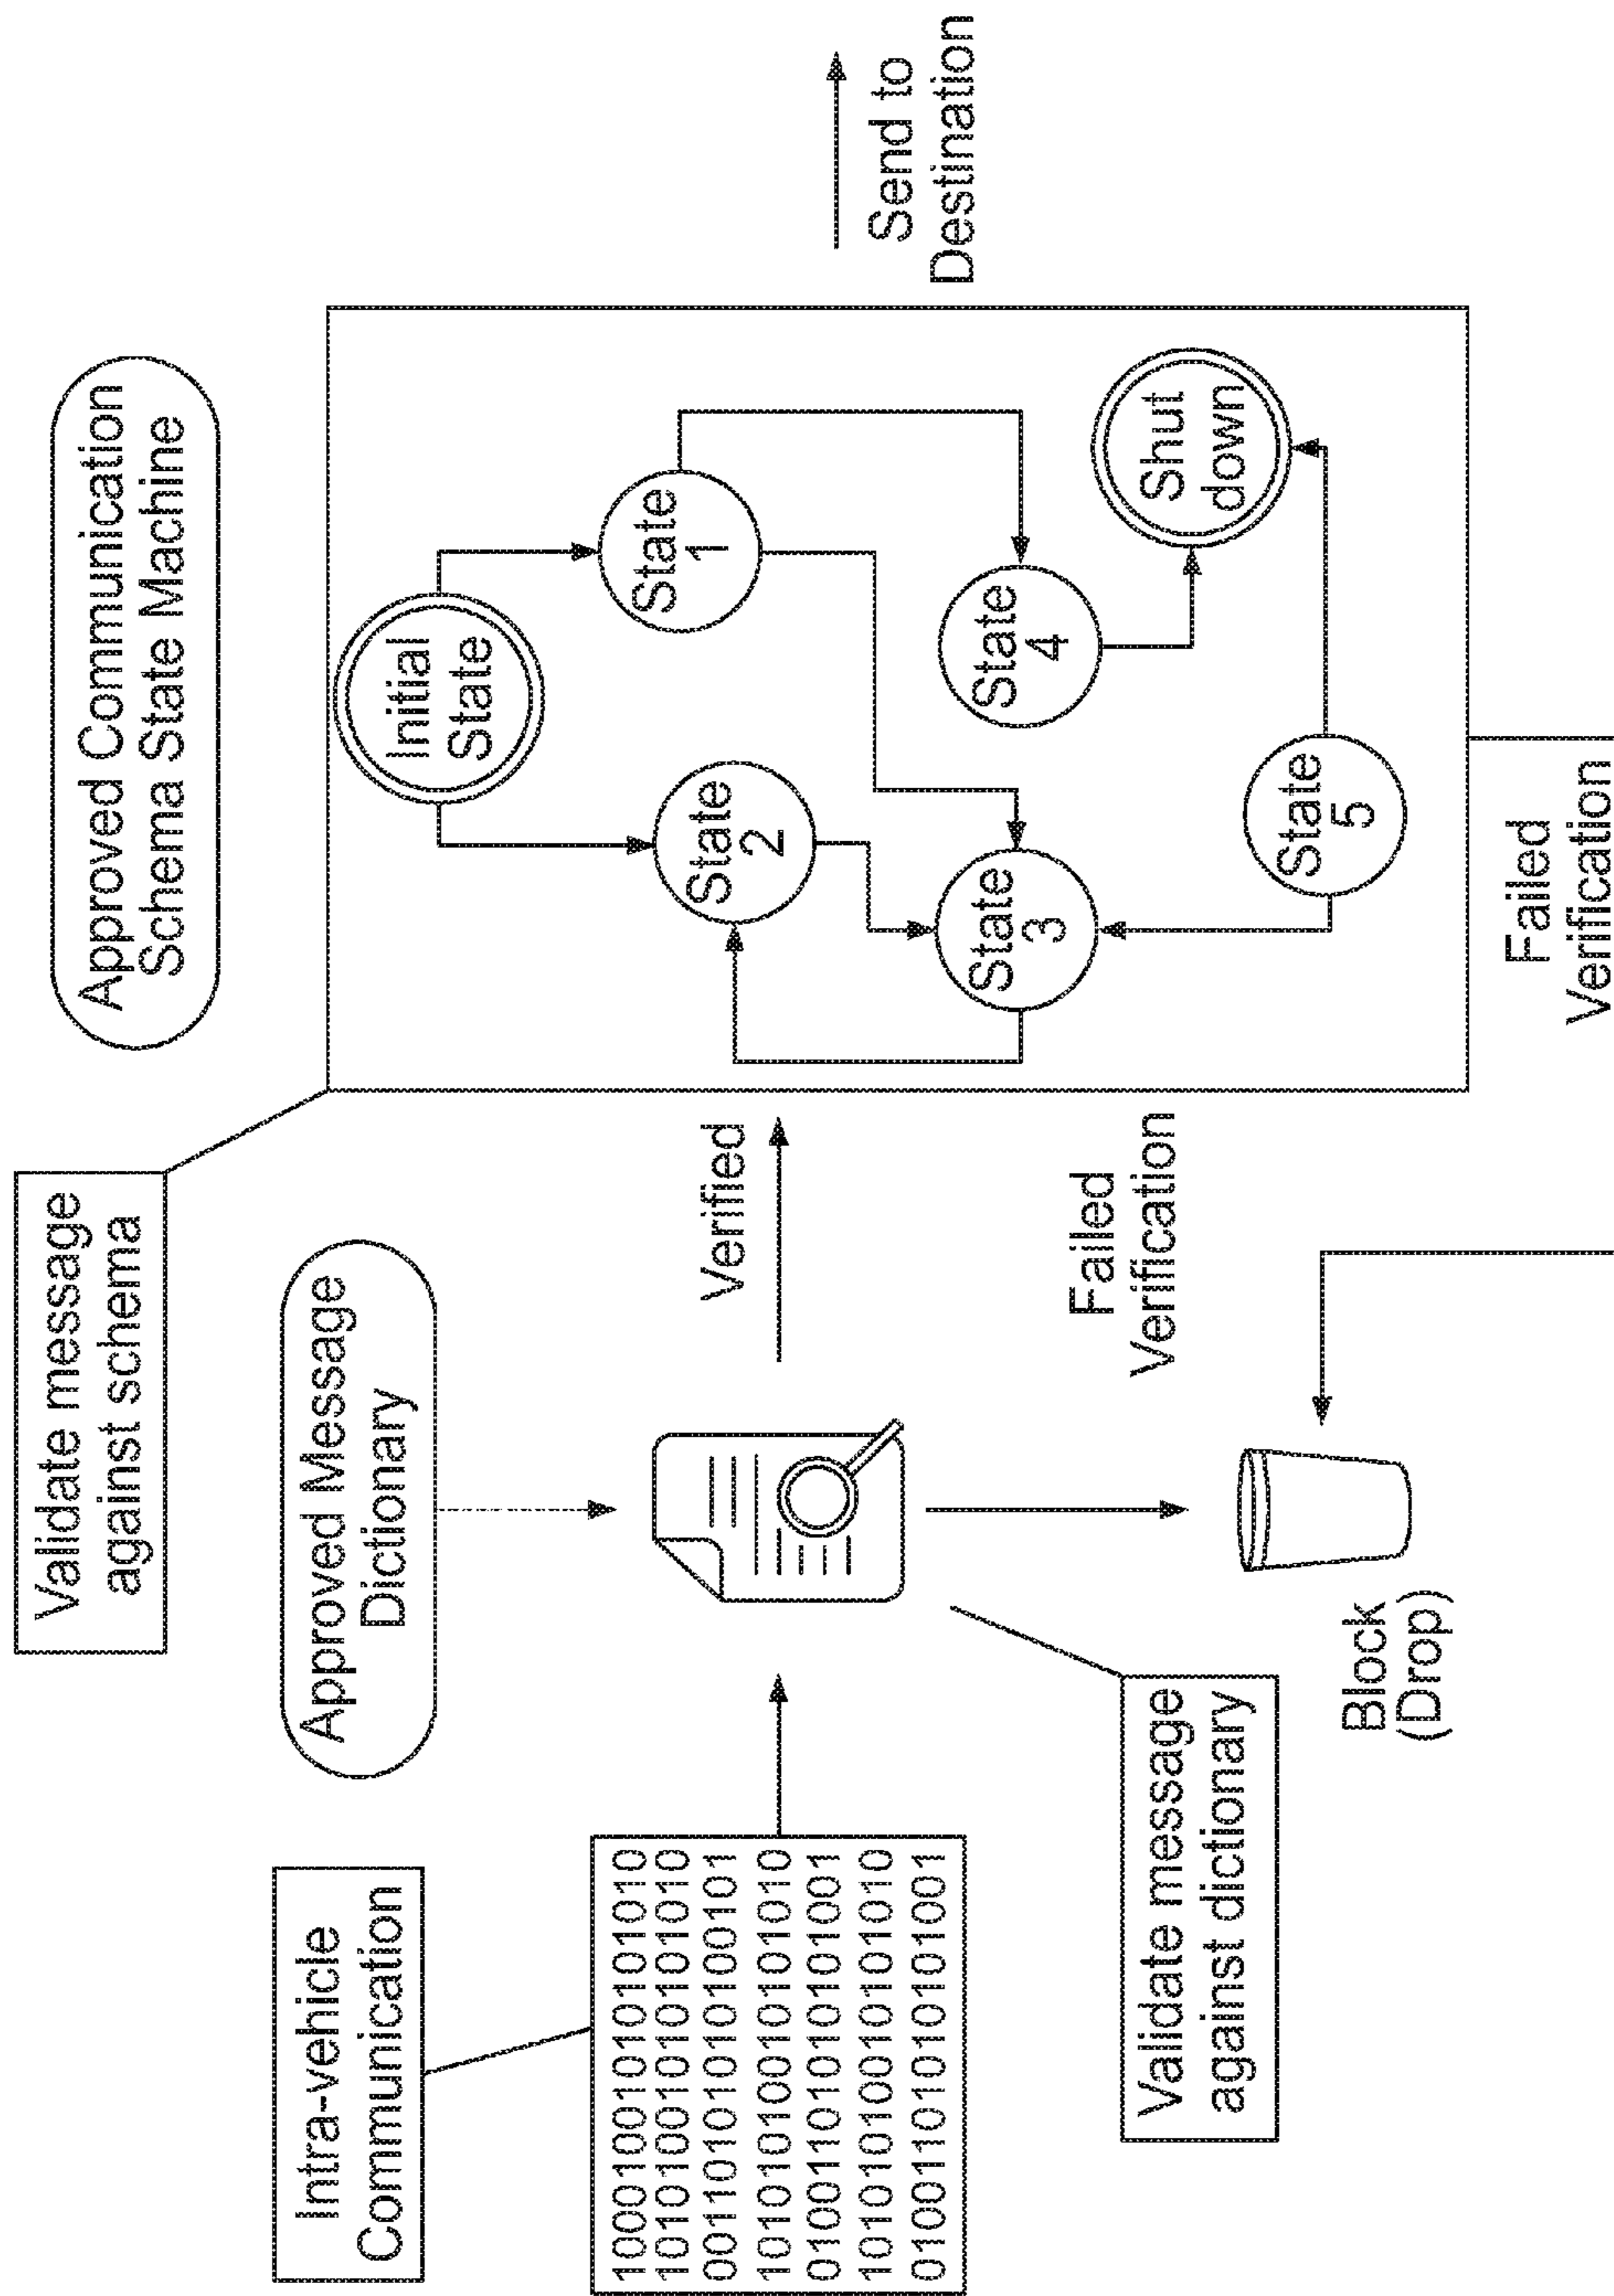 Approved Communication
Schema State Machine
Validate message
against schema
Approved Message
Dictionary
Intra-vehicle
Communication
10001001010101010
10101001010101010
00110101010100101
10101010010101010
01001101010101001
10101010010101010
01001101010101001
Validate message
against dictionary
Verified
Failed
Verification
Block
(Drop)
Initial
State
State
1
State
2
State
3
State
4
State
5
Shut
down
Send to
Destination
Failed
Verification